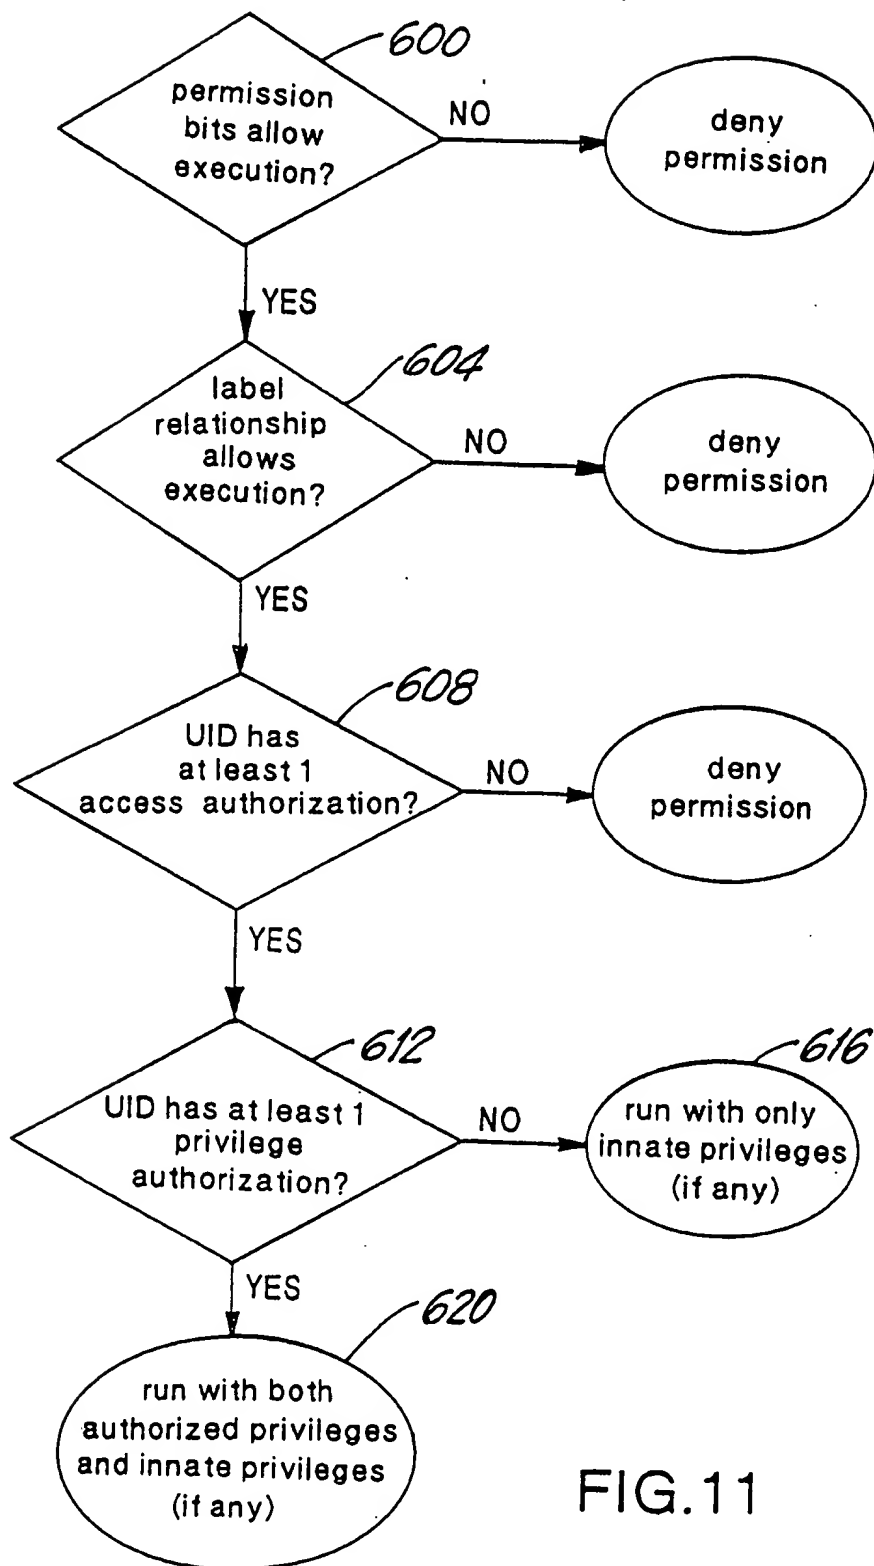 600
permission
bits allow
execution?
NO
deny
permission
YES
604
label
relationship
allows
execution?
NO
deny
permission
YES
608
UID has
at least 1
access authorization?
NO
deny
permission
YES
612
UID has at least 1
privilege
authorization?
NO
616
run with only
innate privileges
(if any)
YES
620
run with both
authorized privileges
and innate privileges
(if any)
FIG.11